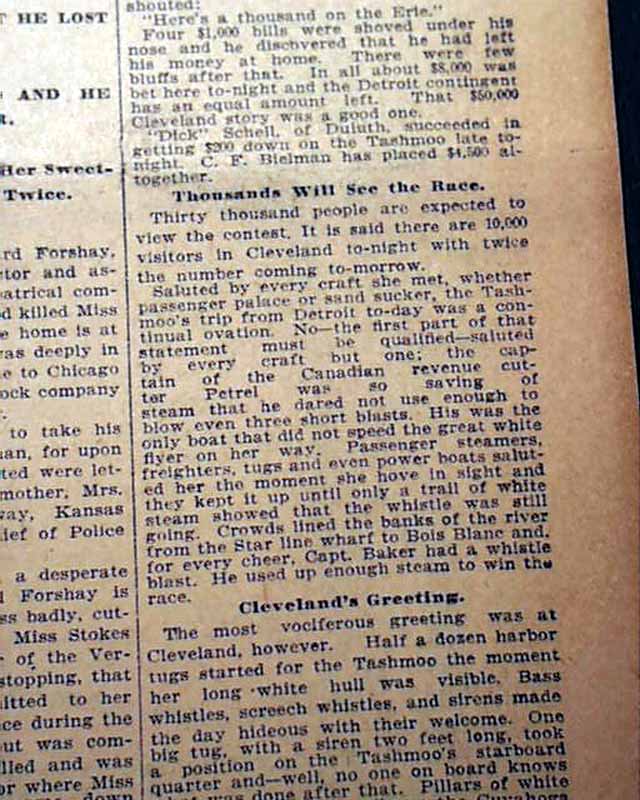 T HE LOST
AND HE
R.
Her Sweet-
Twice.
ard Forshay,
ctor and as-
eatrical com-
d killed Miss
e home is at
was deeply in
e to Chicago
ock company
to take his
man, for upon
ted were let-
mother, Mrs.
way, Kansas
ief of Police
a desperate
l Forshay is
ss badly, cut-
Miss Stokes
of the Ver-
stopping, that
itted to her
ce during the
but was com-
lled and was
or where Miss
down
shouted:
"Here's a thousand on the Erie."
Four $1,000 bills were shoved under his
nose and he discovered that he had left
his money at home. There were few
bluffs after that. In all about $8,000 was
bet here to-night and the Detroit contingent
has an equal amount left. That $50,000
Cleveland story was a good one.
"Dick" Schell, of Duluth, succeeded in
getting $200 down on the Tashmoo late to-
night. C. F. Bielman has placed $4,500 al-
together.
Thousands Will See the Race.
Thirty thousand people are expected to
view the contest. It is said there are 10,000
visitors in Cleveland to-night with twice
the number coming to-morrow.
Saluted by every craft she met, whether
passenger palace or sand sucker, the Tash-
moo's trip from Detroit to-day was a con-
tinual ovation. No—the first part of that
statement must be qualified—saluted
by every craft but one; the cap-
tain of the Canadian revenue cut-
ter Petrel was so saving of
steam that he dared not use enough to
blow even three short blasts. His was the
only boat that did not speed the great white
flyer on her way. Passenger steamers,
freighters, tugs and even power boats salut-
ed her the moment she hove in sight and
they kept it up until only a trail of white
steam showed that the whistle was still
going. Crowds lined the banks of the river
from the Star line wharf to Bois Blanc and,
for every cheer, Capt. Baker had a whistle
blast. He used up enough steam to win the
race.
Cleveland's Greeting.
The most vociferous greeting was at
Cleveland, however. Half a dozen harbor
tugs started for the Tashmoo the moment
her long white hull was visible. Bass
whistles, screech whistles, and sirens made
the day hideous with their welcome. One
big tug, with a siren two feet long, took
a position on the Tashmoo's starboard
quarter and—well, no one on board knows
what was done after that. Pillars of white